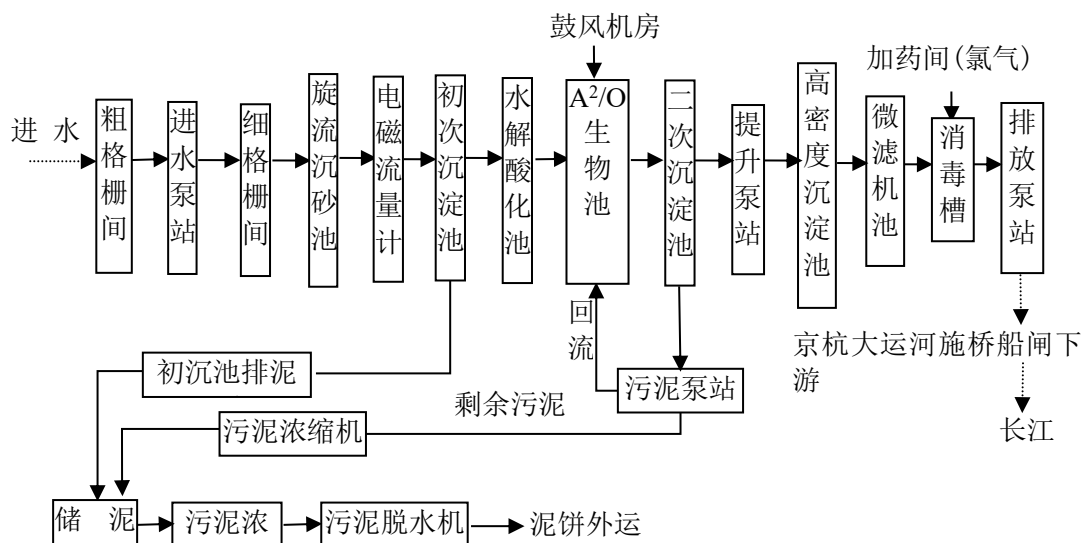 鼓风机房
加药间(氯气)
进 水
粗格栅间
进水泵站
细格栅间
旋流沉砂池
电磁流量计
初次沉淀池
水解酸化池
A²/O
生物池
二次沉淀池
提升泵站
高密度沉淀池
微滤机池
消毒槽
排放泵站
回流
京杭大运河施桥船闸下
游
初沉池排泥
剩余污泥
污泥泵站
污泥浓缩机
长江
储 泥
污泥浓
污泥脱水机
泥饼外运